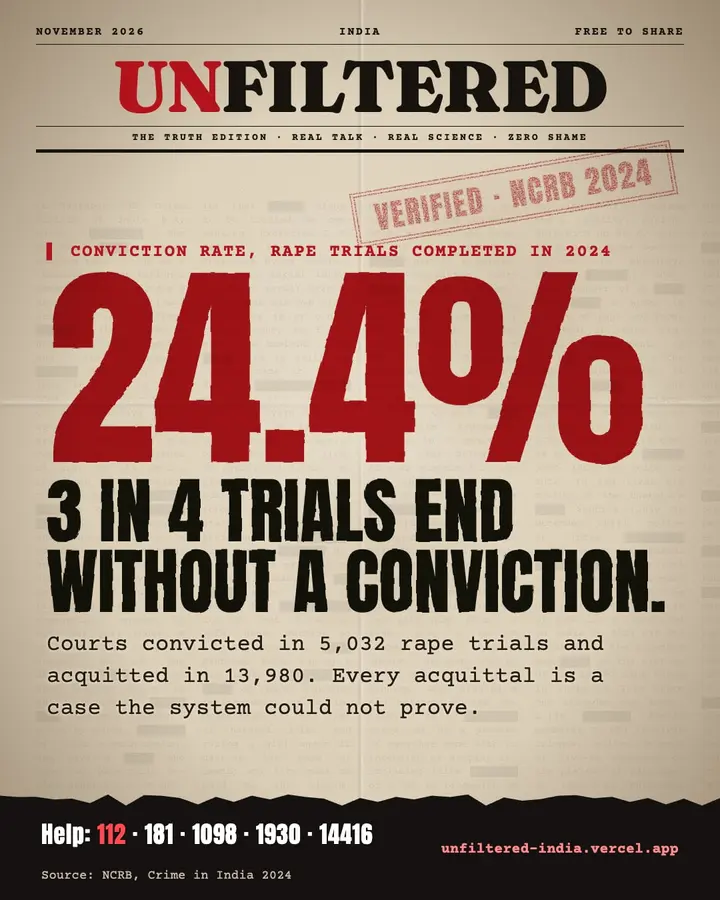 NOVEMBER 2026 INDIA FREE TO SHARE
UNFILTERED
THE TRUTH EDITION · REAL TALK · REAL SCIENCE · ZERO SHAME
VERIFIED · NCRB 2024
CONVICTION RATE, RAPE TRIALS COMPLETED IN 2024
24.4%
3 IN 4 TRIALS END
WITHOUT A CONVICTION.
Courts convicted in 5,032 rape trials and
acquitted in 13,980. Every acquittal is a
case the system could not prove.
Help: 112 · 181 · 1098 · 1930 · 14416
unfiltered-india.vercel.app
Source: NCRB, Crime in India 2024